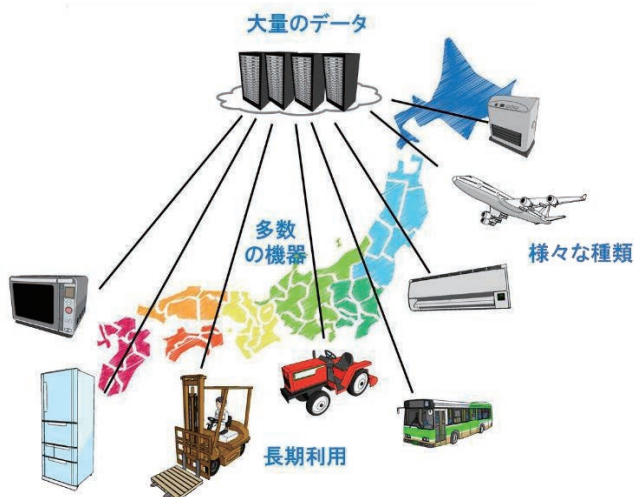 大量のデータ
多数
の機器
様々な種類
長期利用